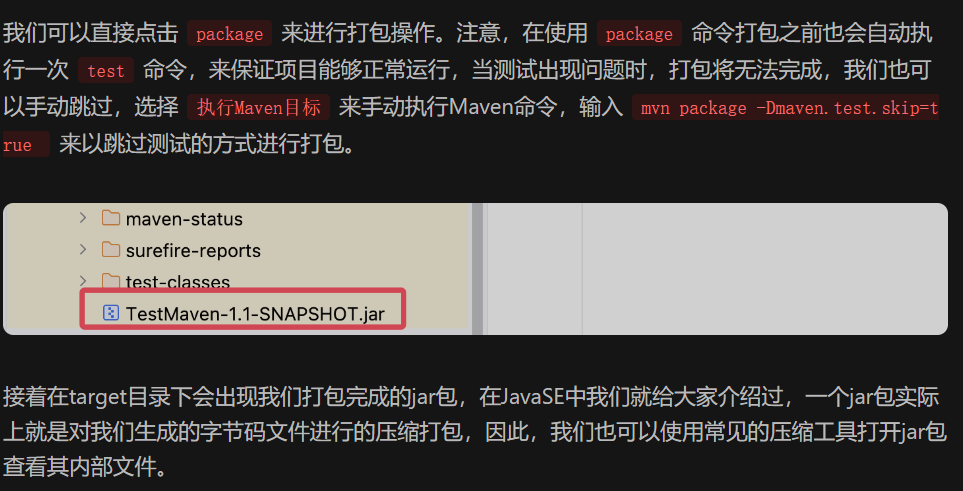 我们可以直接点击 package 来进行打包操作。注意，在使用 package 命令打包之前也会自动执
行一次 test 命令，来保证项目能够正常运行，当测试出现问题时，打包将无法完成，我们也可
以手动跳过，选择 执行Maven目标 来手动执行Maven命令，输入 mvn package -Dmaven.test.skip=t
rue 来以跳过测试的方式进行打包。
maven-status
surefire-reports
test-classes
TestMaven-1.1-SNAPSHOT.jar
接着在target目录下会出现我们打包完成的jar包，在JavaSE中我们就给大家介绍过，一个jar包实际
上就是对我们生成的字节码文件进行的压缩打包，因此，我们也可以使用常见的压缩工具打开jar包
查看其内部文件。